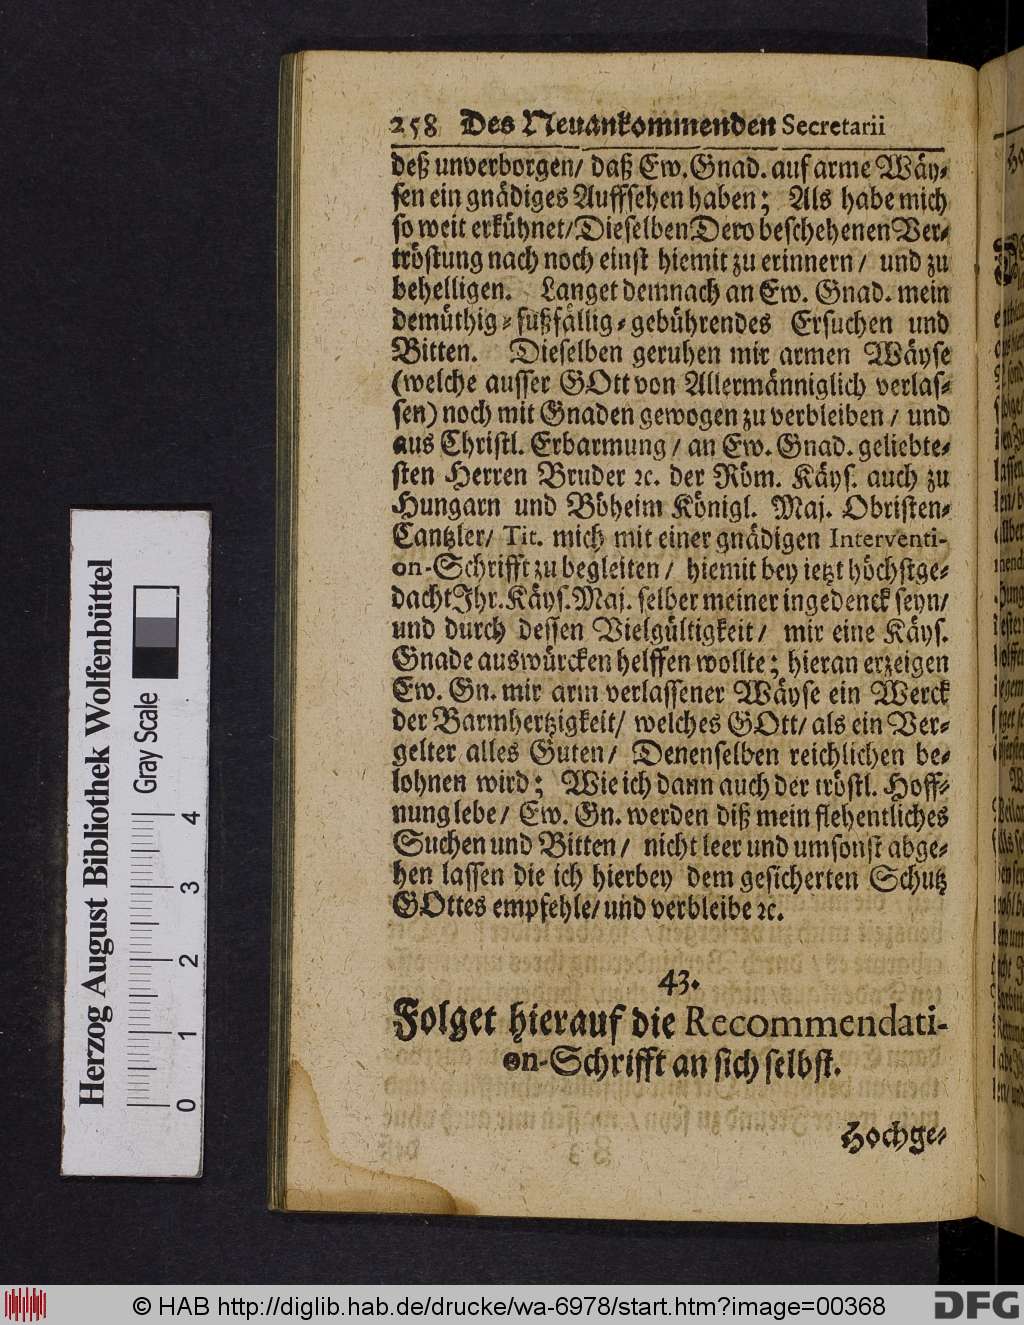 258 Des Neuankommenden Secretarii
deß unverborgen/ daß Ew. Gnad. auf arme Wäy-
sen ein gnädiges Auffsehen haben; Als habe mich
so weit erkühnet/ Dieselben Dero beschehenen Ver-
tröstung nach noch einst hiemit zu erinnern/ und zu
behelligen. Langet demnach an Ew. Gnad. mein
demüthig-fußfällig-gebührendes Ersuchen und
Bitten. Dieselben geruhen mir armen Wäyse
(welche ausser GOtt von Allermänniglich verlas-
sen) noch mit Gnaden gewogen zu verbleiben/ und
aus Christl. Erbarmung/ an Ew. Gnad. geliebte-
sten Herren Bruder ꝛc. der Röm. Käys. auch zu
Hungarn und Böheim Königl. Maj. Obristen-
Cantzler/ Tit. mich mit einer gnädigen Interventi-
on-Schrifft zu begleiten/ hiemit bey ietzt höchstge-
dacht Ihr. Käys. Maj. selber meiner ingedenck seyn/
und durch dessen Vielgültigkeit/ mir eine Käys.
Gnade auswürcken helffen wollte; hieran erzeigen
Ew. Gn. mir arm verlassener Wäyse ein Werck
der Barmhertzigkeit/ welches GOtt/ als ein Ver-
gelter alles Guten/ Denenselben reichlichen be-
lohnen wird; Wie ich dann auch der tröstl. Hoff-
nung lebe/ Ew. Gn. werden diß mein flehentliches
Suchen und Bitten/ nicht leer und umsonst abge-
hen lassen die ich hierbey dem gesicherten Schutz
GOttes empfehle/ und verbleibe ꝛc.
43.
Folget hierauf die Recommendati-
on-Schrifft an sich selbst.
Hochge-
Herzog August Bibliothek Wolfenbüttel
Gray Scale
0 1 2 3 4
© HAB http://diglib.hab.de/drucke/wa-6978/start.htm?image=00368
DFG